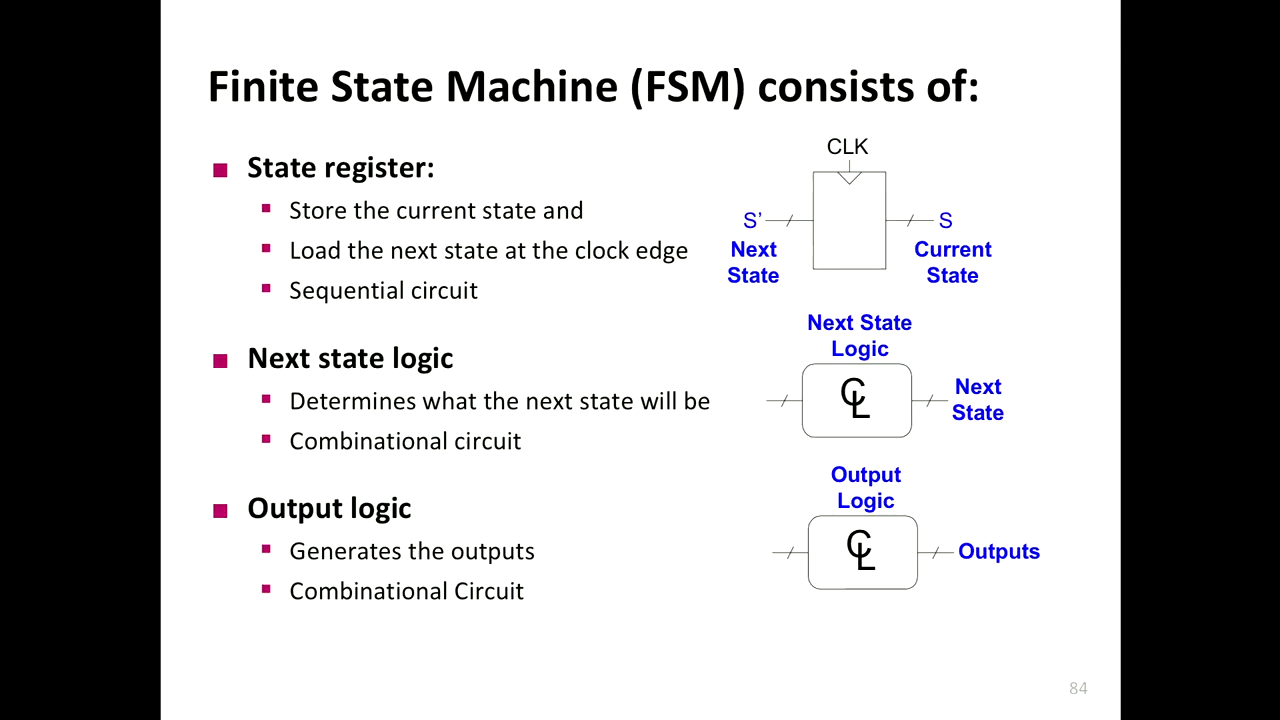 Finite State Machine (FSM) consists of:
State register:
Store the current state and
Load the next state at the clock edge
Sequential circuit
CLK
S’
S
Next
State
Current
State
Next state logic
Determines what the next state will be
Combinational circuit
Next State
Logic
CL
Next
State
Output logic
Generates the outputs
Combinational Circuit
Output
Logic
CL
Outputs
84